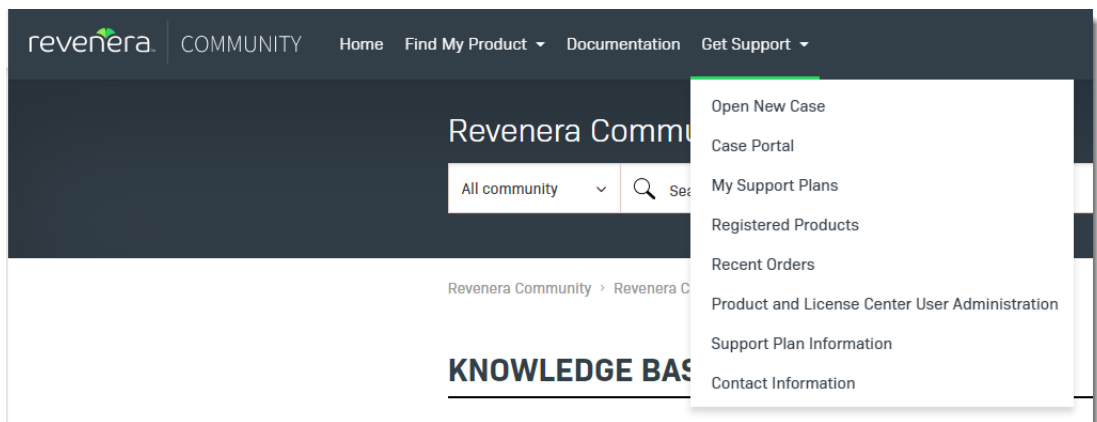 revenera. COMMUNITY Home Find My Product Documentation Get Support
Open New Case
Revenera
Case Portal
All community
My Support Plans
Registered Products
Recent Orders
Revenera Community > Revenera
Product and License Center User Administration
Support Plan Information
KNOWLEDGE
Contact Information